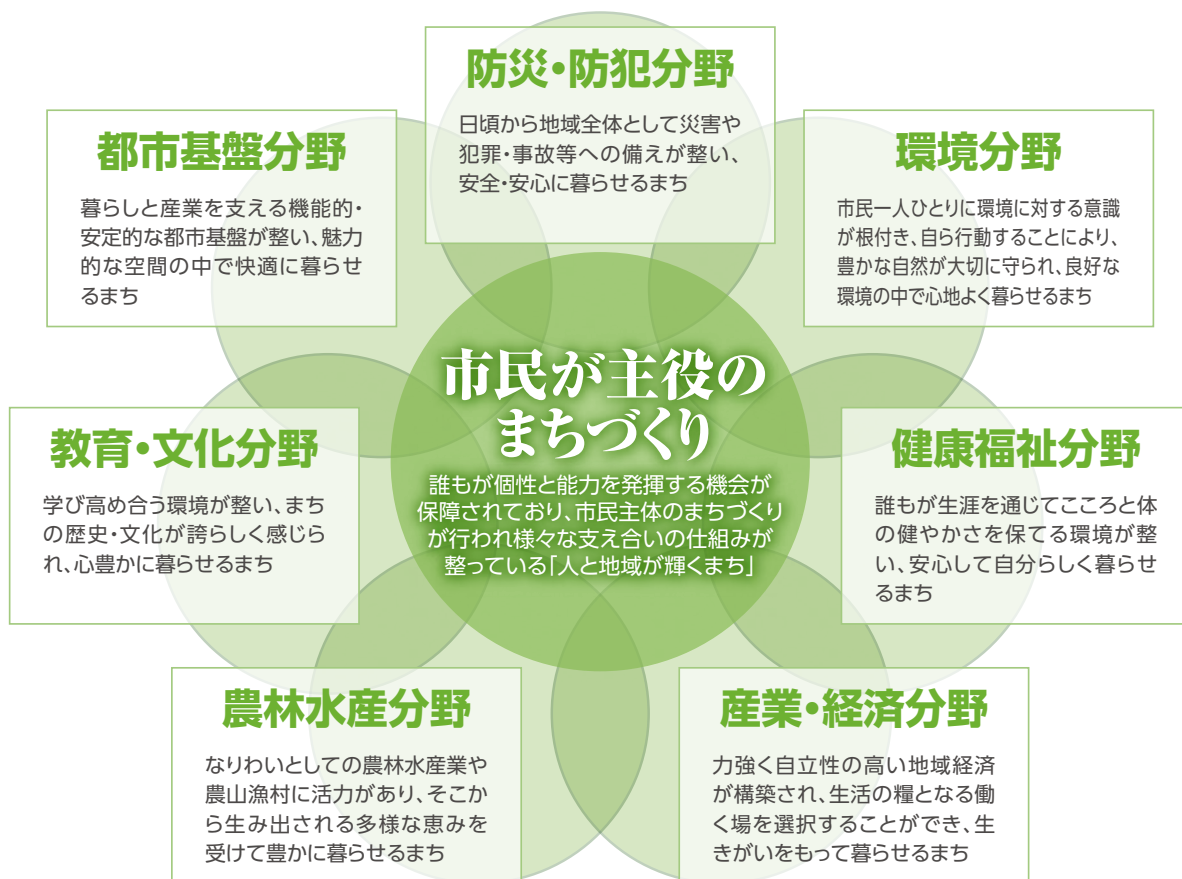 防災・防犯分野
日頃から地域全体として災害や
犯罪・事故等への備えが整い、
安全・安心に暮らせるまち
都市基盤分野
暮らしと産業を支える機能的・
安定的な都市基盤が整い、魅力
的な空間の中で快適に暮らせ
るまち
環境分野
市民一人ひとりに環境に対する意識
が根付き、自ら行動することにより、
豊かな自然が大切に守られ、良好な
環境の中で心地よく暮らせるまち
市民が主役の
まちづくり
誰もが個性と能力を発揮する機会が
保障されており、市民主体のまちづくり
が行われ様々な支え合いの仕組みが
整っている「人と地域が輝くまち」
教育・文化分野
学び高め合う環境が整い、まち
の歴史・文化が誇らしく感じら
れ、心豊かに暮らせるまち
健康福祉分野
誰もが生涯を通じてこころと体
の健やかさを保てる環境が整
い、安心して自分らしく暮らせ
るまち
農林水産分野
なりわいとしての農林水産業や
農山漁村に活力があり、そこか
ら生み出される多様な恵みを
受けて豊かに暮らせるまち
産業・経済分野
力強く自立性の高い地域経済
が構築され、生活の糧となる働
く場を選択することができ、生
きがいをもって暮らせるまち